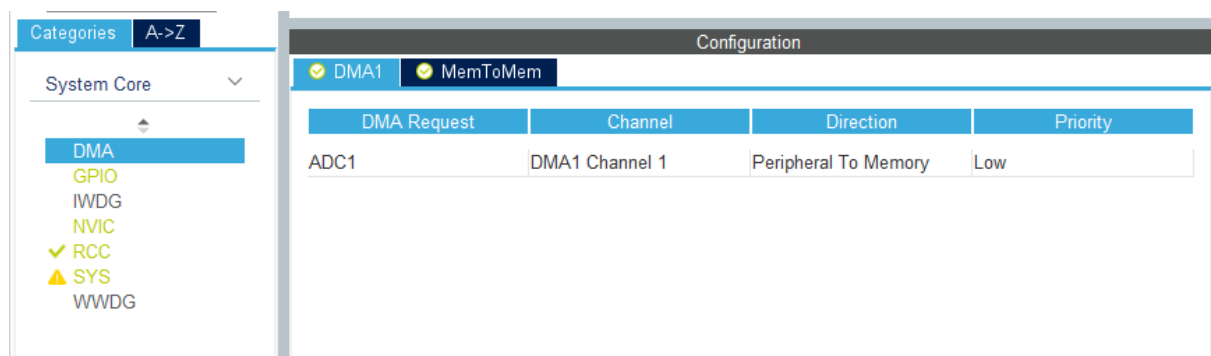 Categories A->Z
System Core
DMA
GPIO
IWDG
NVIC
RCC
SYS
WWDG
Configuration
DMA1 MemToMem
DMA Request Channel Direction Priority
ADC1 DMA1 Channel 1 Peripheral To Memory Low